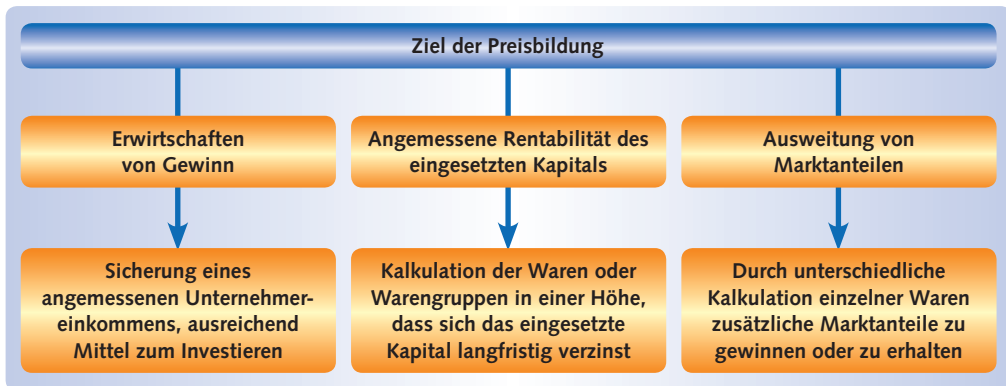 Ziel der Preisbildung
Erwirtschaften
von Gewinn
Angemessene Rentabilität des
eingesetzten Kapitals
Ausweitung von
Marktanteilen
Sicherung eines
angemessenen Unternehmer-
einkommens, ausreichend
Mittel zum Investieren
Kalkulation der Waren oder
Warengruppen in einer Höhe,
dass sich das eingesetzte
Kapital langfristig verzinst
Durch unterschiedliche
Kalkulation einzelner Waren
zusätzliche Marktanteile zu
gewinnen oder zu erhalten